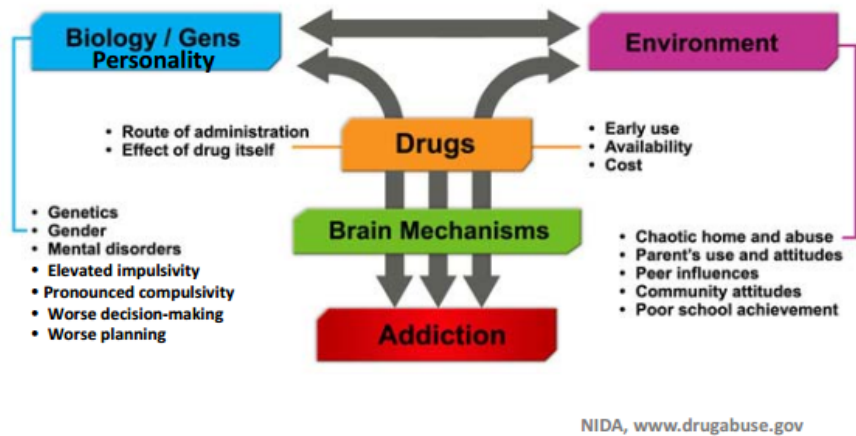 Biology / Gens
Personality
Environment
• Route of administration
• Effect of drug itself
Drugs
• Early use
• Availability
• Cost
Brain Mechanisms
• Genetics
• Gender
• Mental disorders
• Elevated impulsivity
• Pronounced compulsivity
• Worse decision-making
• Worse planning
• Chaotic home and abuse
• Parent's use and attitudes
• Peer influences
• Community attitudes
• Poor school achievement
Addiction
NIDA, www.drugabuse.gov